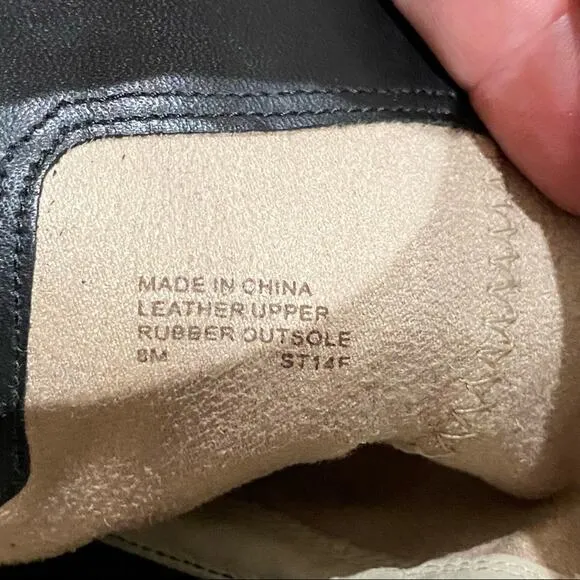 MADE IN CHINA
LEATHER UPPER
RUBBER OUTSOLE
8M ST14F